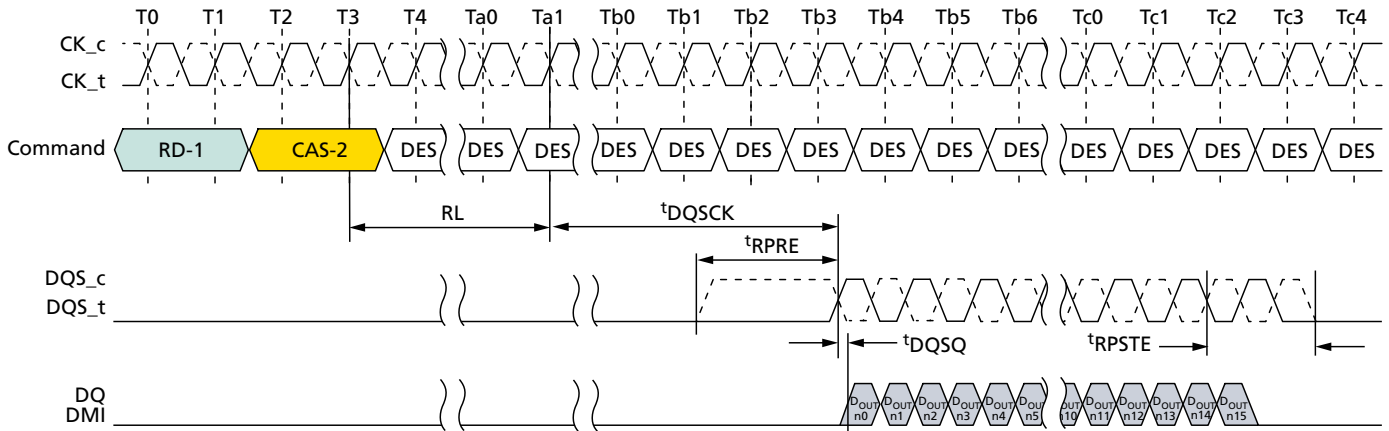 T0 T1 T2 T3 T4 Ta0 Ta1 Tb0 Tb1 Tb2 Tb3 Tb4 Tb5 Tb6 Tc0 Tc1 Tc2 Tc3 Tc4
CK_c
CK_t
Command RD-1 CAS-2 DES DES DES DES DES DES DES DES DES DES DES DES DES DES DES
RL tDQSCK
tRPRE
DQS_c
DQS_t
tDQSQ tRPSTE
DQ
DMI
DOUT n0 DOUT n1 DOUT n2 DOUT n3 DOUT n4 DOUT n5 DOUT n10 DOUT n11 DOUT n12 DOUT n13 DOUT n14 DOUT n15